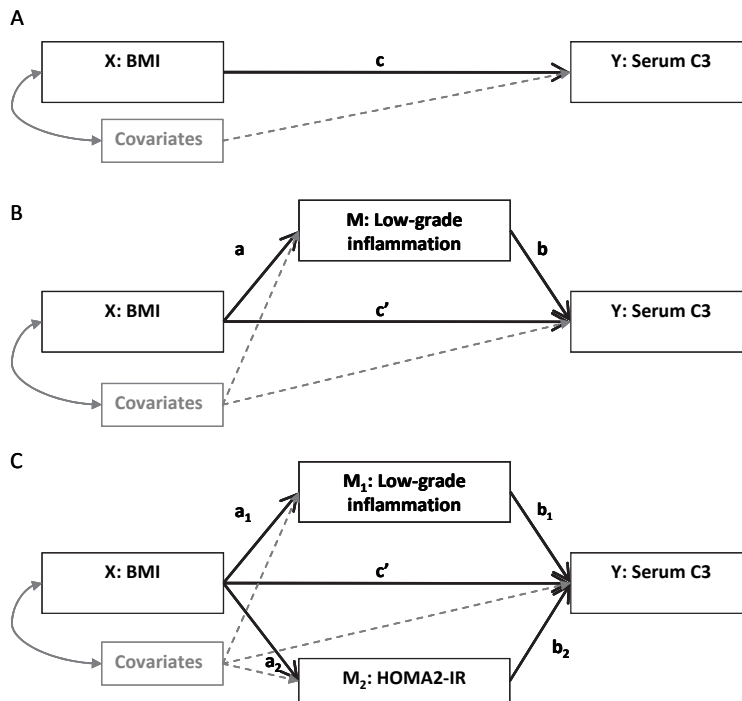 A
X: BMI
c
Y: Serum C3
Covariates
B
M: Low-grade
inflammation
a
b
X: BMI
c’
Y: Serum C3
Covariates
C
M₁: Low-grade
inflammation
a₁
b₁
X: BMI
c’
Y: Serum C3
Covariates
a₂
b₂
M₂: HOMA2-IR